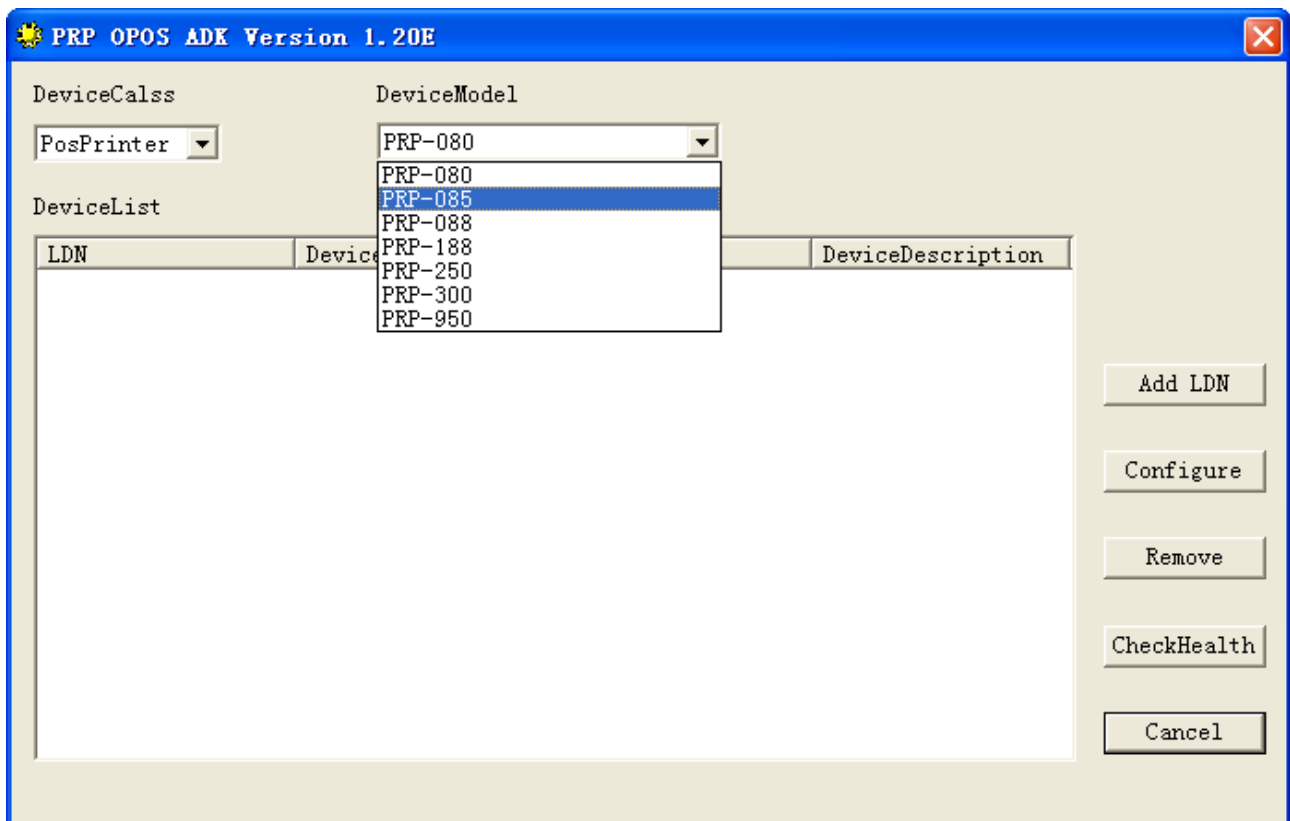 PRP OPOS ADK Version 1.20E
DeviceCalss
DeviceModel
PosPrinter
PRP-080
PRP-080
PRP-085
PRP-088
PRP-188
PRP-250
PRP-300
PRP-950
DeviceList
LDN
Device
DeviceDescription
Add LDN
Configure
Remove
CheckHealth
Cancel